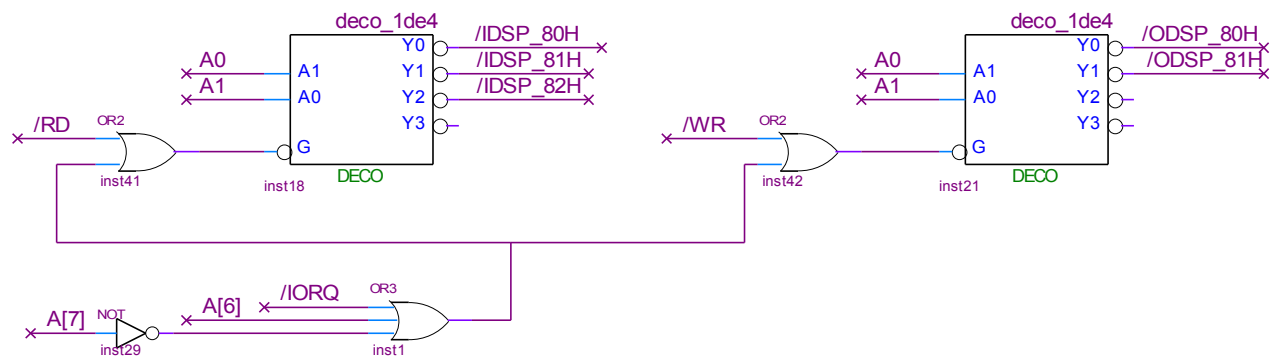 deco_1de4
Y0
/IDSP_80H
A0
A1
Y1
/IDSP_81H
A1
A0
Y2
/IDSP_82H
Y3
/RD
OR2
G
inst41
inst18
DECO
deco_1de4
Y0
/ODSP_80H
A0
A1
Y1
/ODSP_81H
A1
A0
Y2
Y3
/WR
OR2
G
inst42
inst21
DECO
/IORQ
OR3
A[6]
A[7]
NOT
inst29
inst1